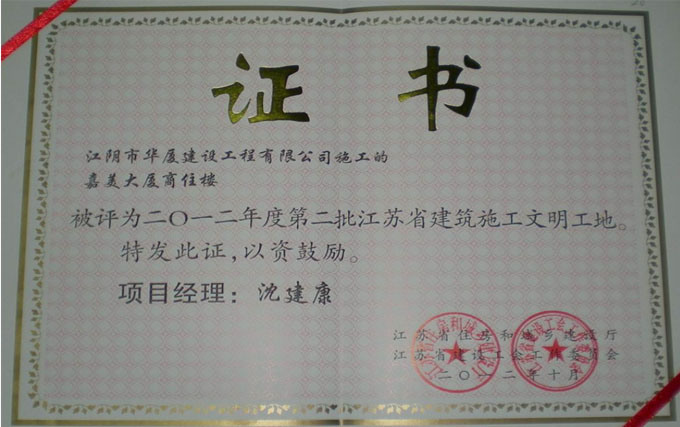 证书
江阴市华厦建设工程有限公司施工的
嘉美大厦商住楼
被评为二〇一二年度第二批江苏省建筑施工文明工地。
特发此证，以资鼓励。
项目经理：沈建康
江苏省住房和城乡建设厅
江苏省建设工会工作委员会
二〇一二年十月